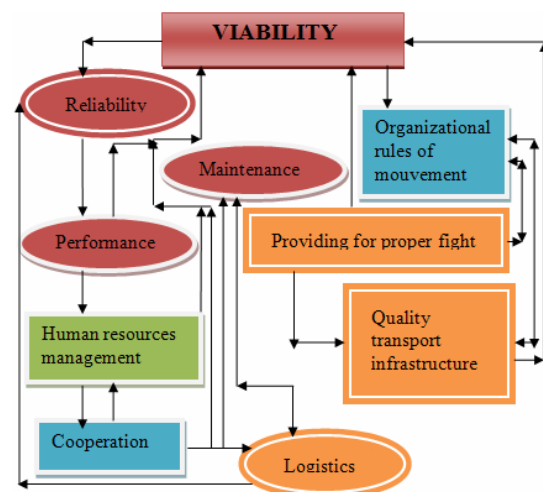 VIABILITY
Reliability
Organizational
rules of
mouvement
Maintenance
Performance
Providing for proper fight
Quality
transport
infrastructure
Human resources
management
Cooperation
Logistics